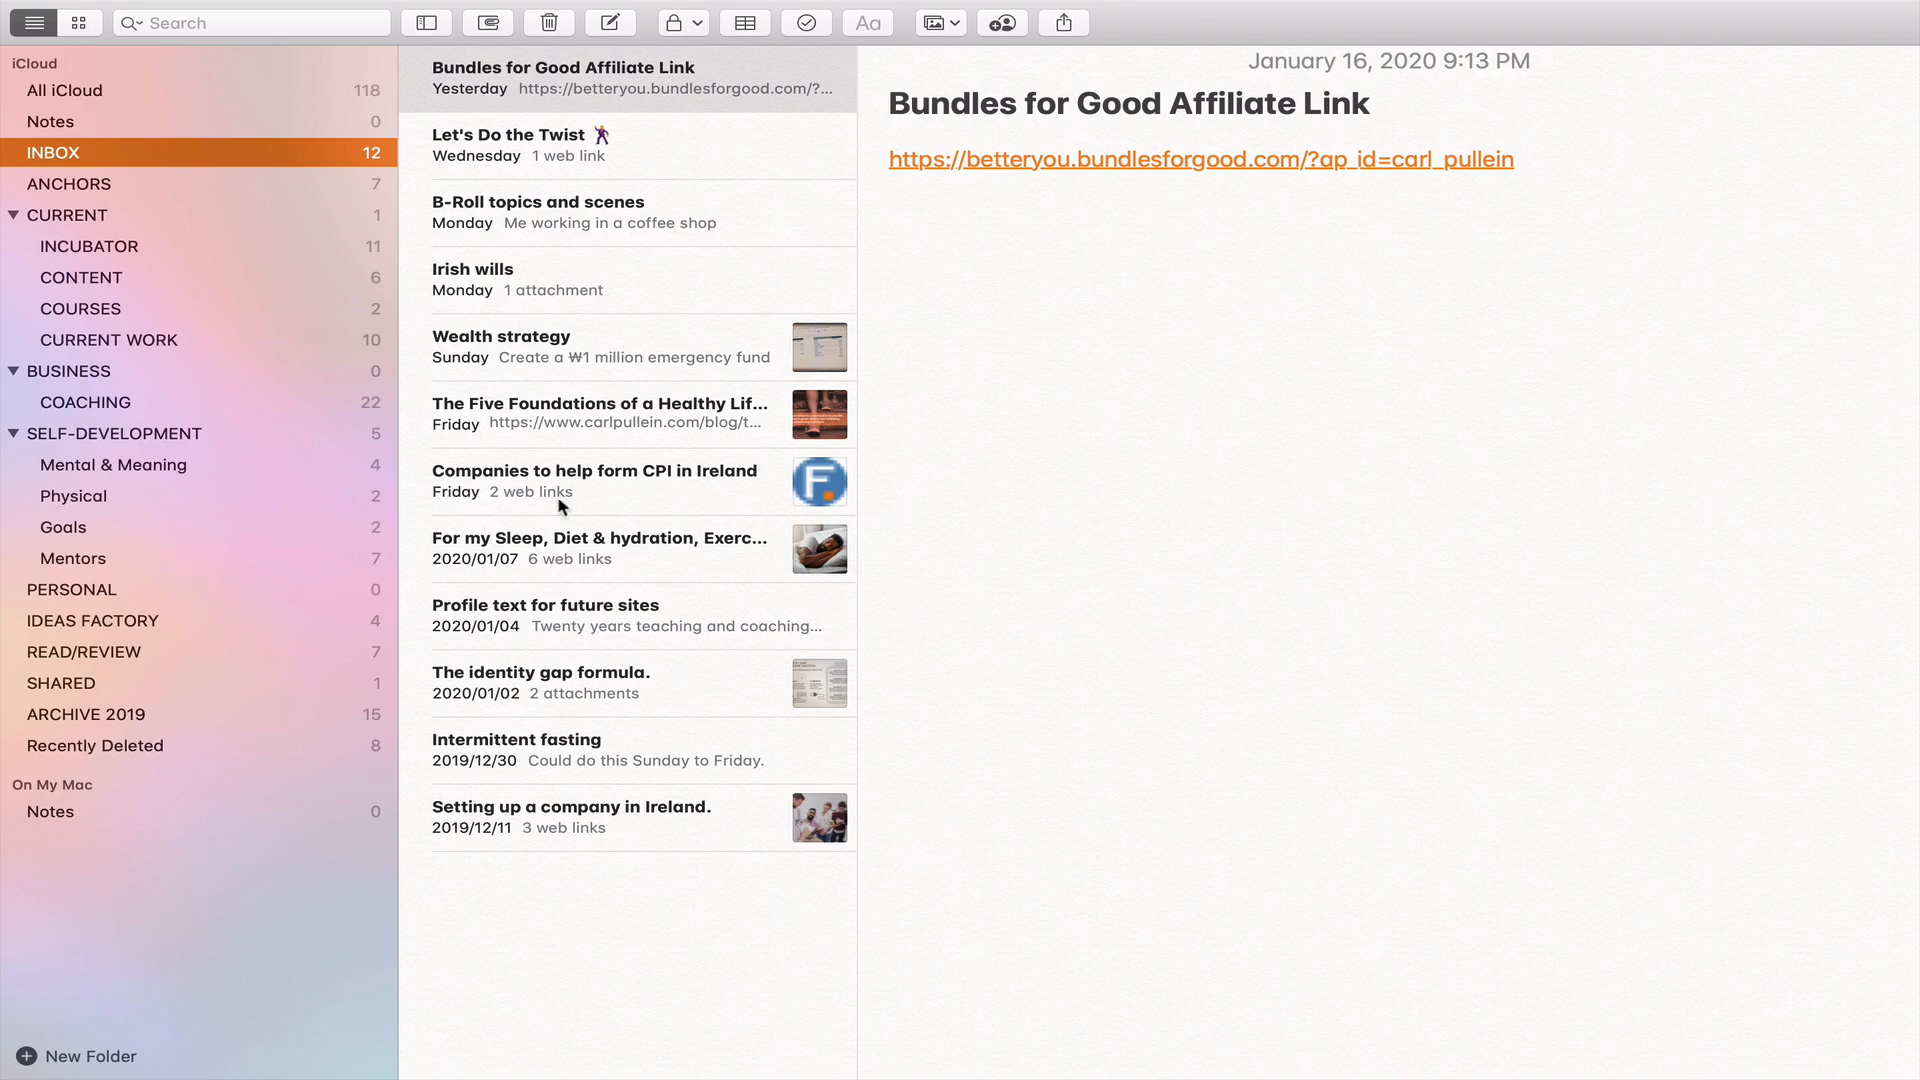 Search
Aa
iCloud
All iCloud 118
Notes 0
INBOX 12
ANCHORS 7
CURRENT 1
INCUBATOR 11
CONTENT 6
COURSES 2
CURRENT WORK 10
BUSINESS 0
COACHING 22
SELF-DEVELOPMENT 5
Mental & Meaning 4
Physical 2
Goals 2
Mentors 7
PERSONAL 0
IDEAS FACTORY 4
READ/REVIEW 7
SHARED 1
ARCHIVE 2019 15
Recently Deleted 8
On My Mac
Notes 0
New Folder
Bundles for Good Affiliate Link
Yesterday https://betteryou.bundlesforgood.com/?...
Let's Do the Twist 🕺
Wednesday 1 web link
B-Roll topics and scenes
Monday Me working in a coffee shop
Irish wills
Monday 1 attachment
Wealth strategy
Sunday Create a ₩1 million emergency fund
The Five Foundations of a Healthy Lif...
Friday https://www.carlpullein.com/blog/t...
Companies to help form CPI in Ireland
Friday 2 web links
F.
For my Sleep, Diet & hydration, Exerc...
2020/01/07 6 web links
Profile text for future sites
2020/01/04 Twenty years teaching and coaching...
The identity gap formula.
2020/01/02 2 attachments
Intermittent fasting
2019/12/30 Could do this Sunday to Friday.
Setting up a company in Ireland.
2019/12/11 3 web links
January 16, 2020 9:13 PM
Bundles for Good Affiliate Link
https://betteryou.bundlesforgood.com/?ap_id=carl_pullein